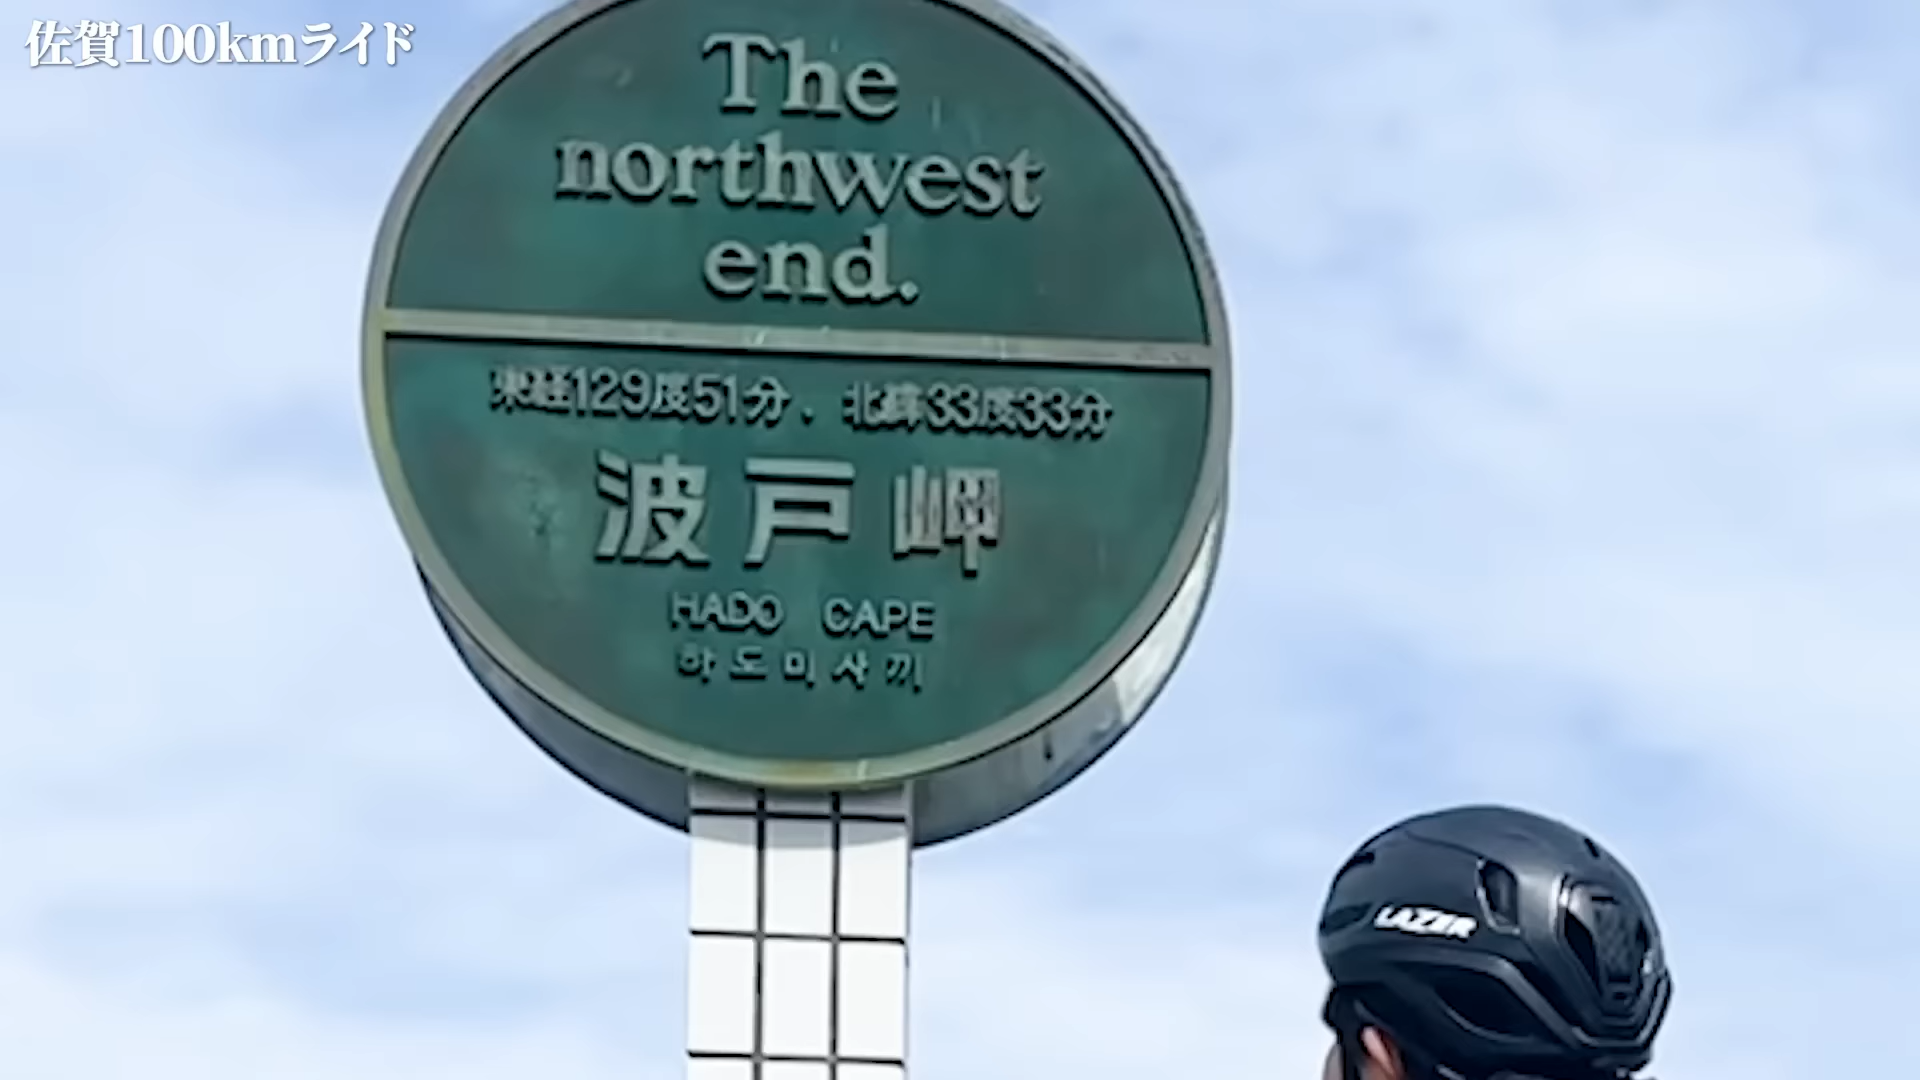 佐賀100kmライド
The
northwest
end.
東経129度51分．北緯33度33分
波戸岬
HADO CAPE
하도미사끼
LAZER